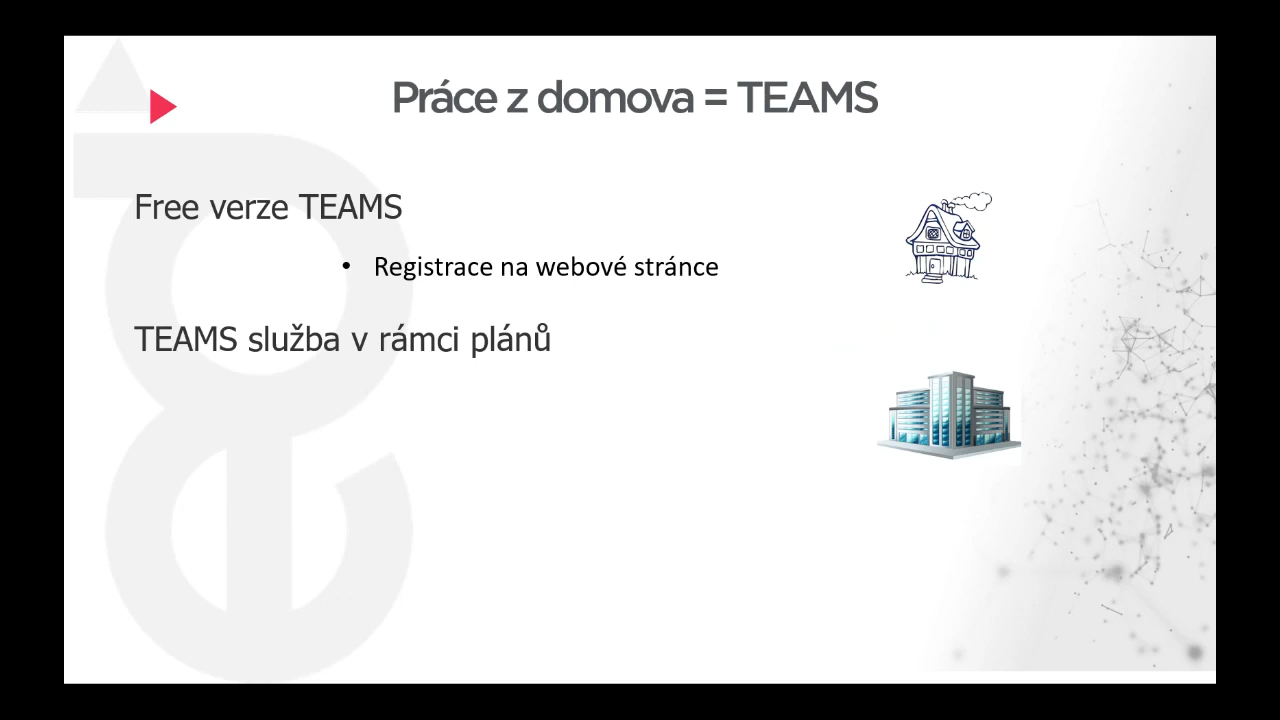 Práce z domova = TEAMS
Free verze TEAMS
• Registrace na webové stránce
TEAMS služba v rámci plánů